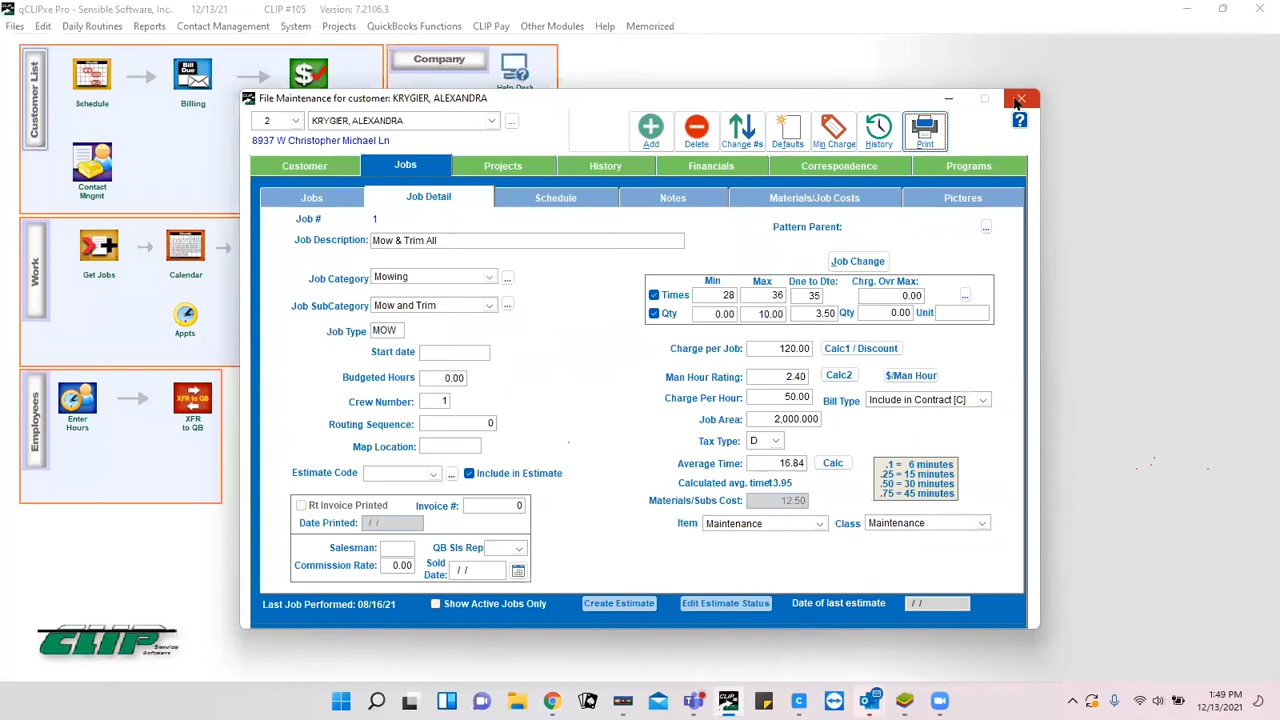 qCLIPxe Pro - Sensible Software, Inc. 12/13/21 CLIP #105 Version: 7.2106.3
Files Edit Daily Routines Reports Contact Management System Projects QuickBooks Functions CLIP Pay Other Modules Help Memorized
Customer List
Schedule
Bill Due
Billing
Contact Mngmt
Company
Help Desk
Work
Get Jobs
Calendar
Appts
Employees
Enter Hours
XFR to QB
XFR to QB
CLIP
Service Software
File Maintenance for customer: KRYGIER, ALEXANDRA
2 KRYGIER, ALEXANDRA ...
8937 W Christopher Michael Ln
Add Delete Change #s Defaults Min Charge History Print
Customer Jobs Projects History Financials Correspondence Programs
Jobs Job Detail Schedule Notes Materials/Job Costs Pictures
Job # 1
Pattern Parent: ...
Job Description: Mow & Trim All
Job Change
Job Category Mowing ...
Min Max Dne to Dte: Chrg. Ovr Max:
Times 28 36 35 0.00 ...
Job SubCategory Mow and Trim ...
Qty 0.00 10.00 3.50 Qty 0.00 Unit
Job Type MOW
Start date
Charge per Job: 120.00 Calc1 / Discount
Budgeted Hours 0.00
Man Hour Rating: 2.40 Calc2 $/Man Hour
Crew Number: 1
Charge Per Hour: 50.00 Bill Type Include in Contract [C]
Routing Sequence: 0
Job Area: 2,000.000
Map Location:
Tax Type: D
Estimate Code ... Include in Estimate
Average Time: 16.84 Calc
.1 = 6 minutes
.25 = 15 minutes
.50 = 30 minutes
.75 = 45 minutes
Calculated avg. time13.95
Rt Invoice Printed Invoice #: 0
Materials/Subs Cost: 12.50
Date Printed: / /
Item Maintenance Class Maintenance
Salesman: QB Sls Rep
Commission Rate: 0.00 Sold Date: / /
Last Job Performed: 08/16/21 Show Active Jobs Only Create Estimate Edit Estimate Status Date of last estimate / /
1:49 PM
12/13/2021